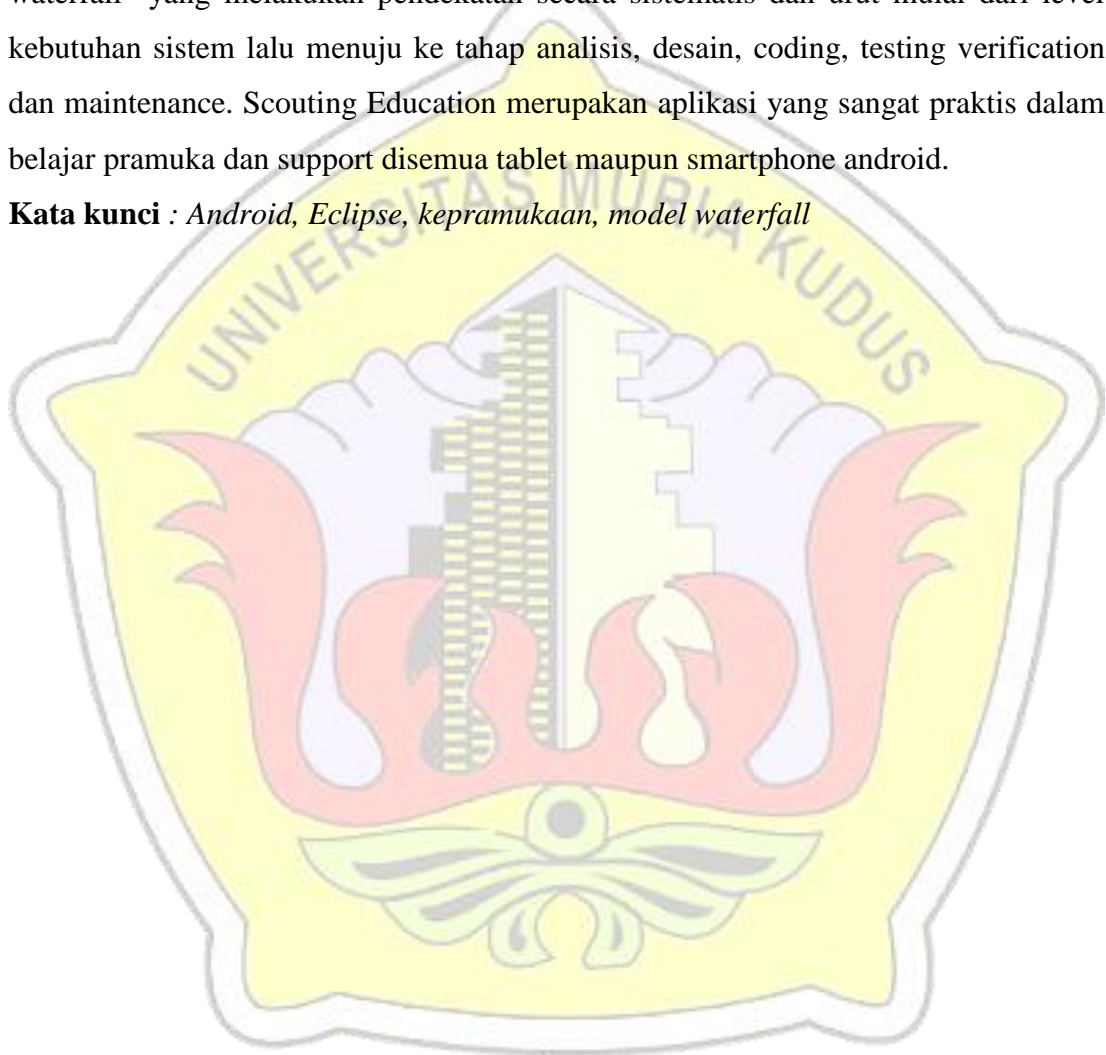 waterfall yang melakukan pendekatan secara sistematis dan urut mulai dari level
kebutuhan sistem lalu menuju ke tahap analisis, desain, coding, testing verification
dan maintenance. Scouting Education merupakan aplikasi yang sangat praktis dalam
belajar pramuka dan support disemua tablet maupun smartphone android.
Kata kunci : Android, Eclipse, kepramukaan, model waterfall
UNIVERSITAS MURIA KUDUS